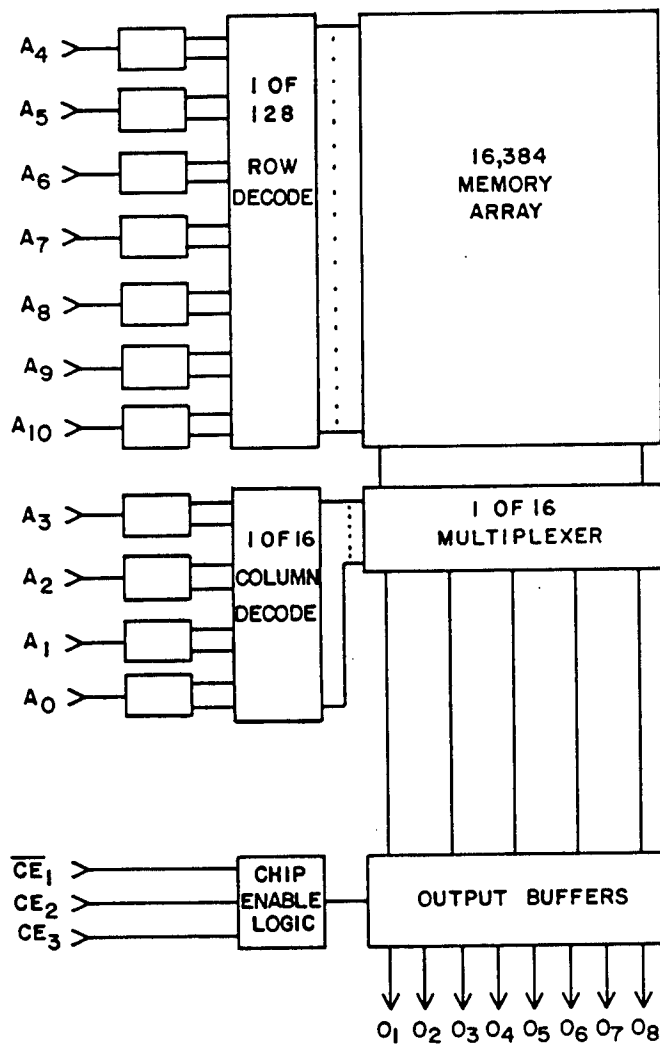 A4
A5
A6
A7
A8
A9
A10
1 OF
128
ROW
DECODE
16,384
MEMORY
ARRAY
A3
A2
A1
A0
1 OF 16
COLUMN
DECODE
1 OF 16
MULTIPLEXER
C̅E̅1
CE2
CE3
CHIP
ENABLE
LOGIC
OUTPUT BUFFERS
O1 O2 O3 O4 O5 O6 O7 O8